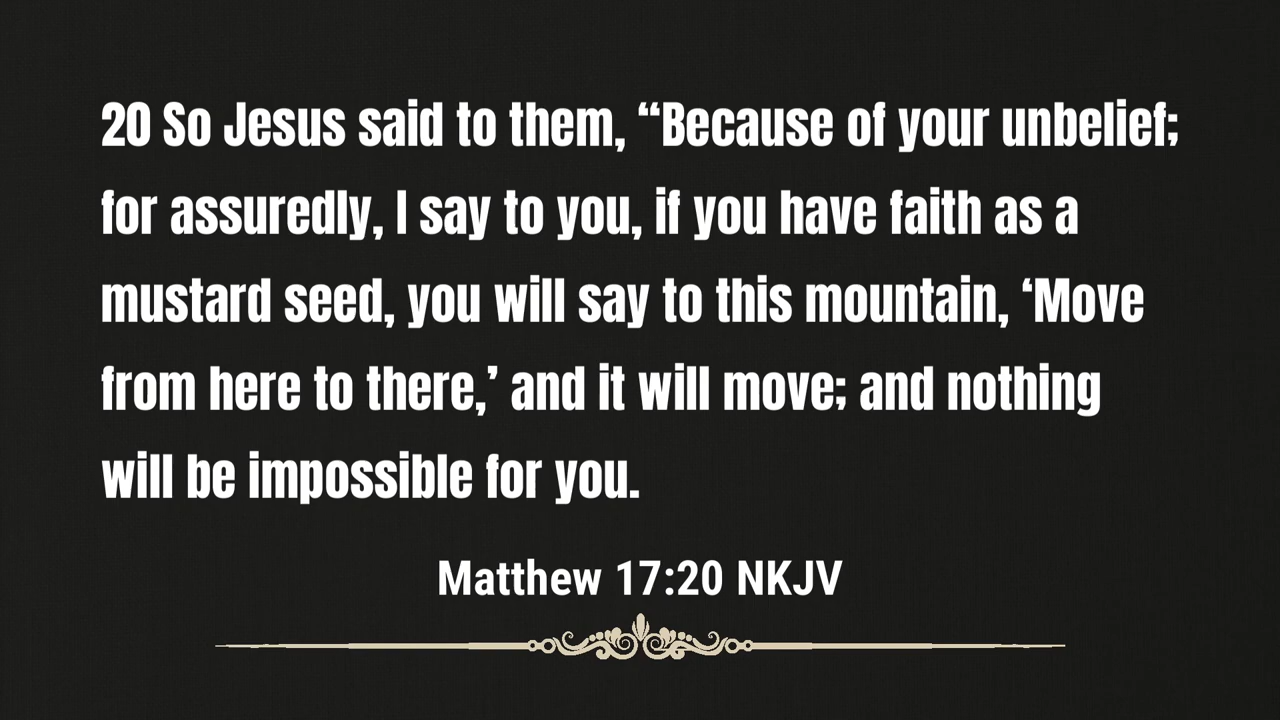 20 So Jesus said to them, “Because of your unbelief;
for assuredly, I say to you, if you have faith as a
mustard seed, you will say to this mountain, ‘Move
from here to there,’ and it will move; and nothing
will be impossible for you.
Matthew 17:20 NKJV